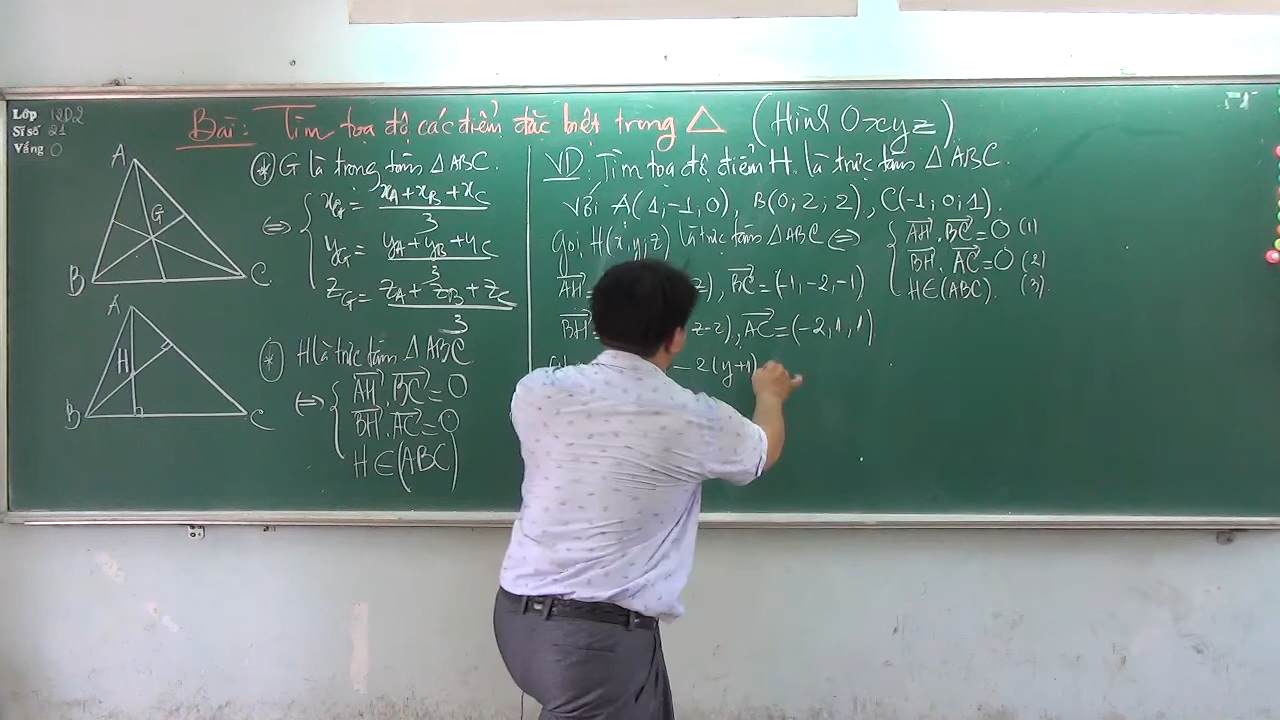 Lớp 12D2
Sĩ số 21
Vắng 0
Bài: Tìm tọa độ các điểm đặc biệt trong △ (Hình Oxyz)
A
G
B
C
A
H
B
C
* G là trọng tâm △ABC.
⇔ { x_G = (x_A + x_B + x_C)/3
y_G = (y_A + y_B + y_C)/3
z_G = (z_A + z_B + z_C)/3
* H là trực tâm △ABC
⇔ { AH→ . BC→ = 0
BH→ . AC→ = 0
H ∈ (ABC)
VD: Tìm tọa độ điểm H là trực tâm △ABC.
Với A(1;-1;0), B(0;2;2), C(-1;0;1).
Gọi H(x;y;z) là trực tâm △ABC ⇔ { AH→ . BC→ = 0 (1)
BH→ . AC→ = 0 (2)
H∈(ABC). (3)
AH→ = z), BC→ = (-1,-2,-1)
BH→ = z-2), AC→ = (-2,1,1)
- 2(y+1)